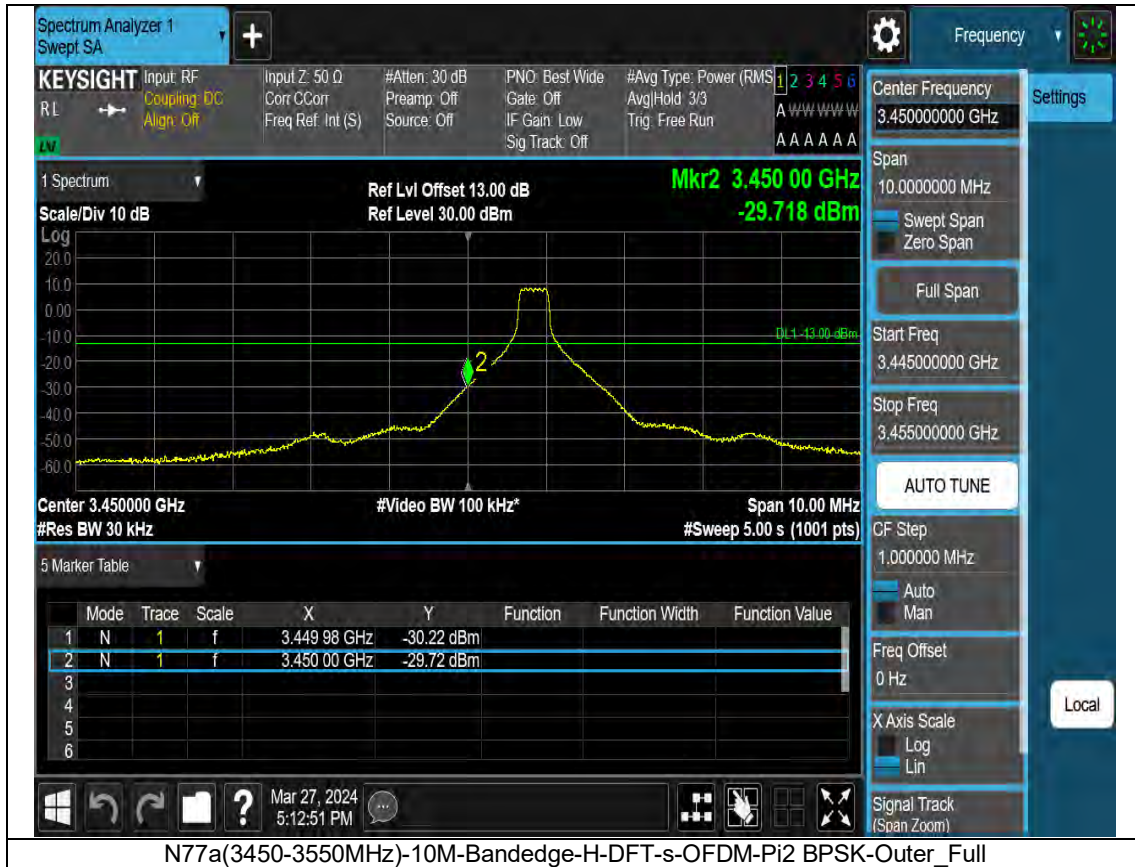 Spectrum Analyzer 1
Swept SA
+
Frequency
KEYSIGHT
Input: RF
Coupling: DC
Align: Off
Input Z: 50 Ω
Corr CCorr
Freq Ref: Int (S)
#Atten: 30 dB
Preamp: Off
Source: Off
PNO: Best Wide
Gate: Off
IF Gain: Low
Sig Track: Off
#Avg Type: Power (RMS
Avg|Hold: 3/3
Trig: Free Run
1 2 3 4 5 6
A W W W W W
A A A A A A
RL
1 Spectrum
Scale/Div 10 dB
Ref Lvl Offset 13.00 dB
Ref Level 30.00 dBm
Mkr2 3.450 00 GHz
-29.718 dBm
Log
20.0
10.0
0.00
-10.0
-20.0
-30.0
-40.0
-50.0
-60.0
DL1 -13.00 dBm
2
Center 3.450000 GHz
#Res BW 30 kHz
#Video BW 100 kHz*
Span 10.00 MHz
#Sweep 5.00 s (1001 pts)
5 Marker Table
Mode Trace Scale X Y Function Function Width Function Value
1 N 1 f 3.449 98 GHz -30.22 dBm
2 N 1 f 3.450 00 GHz -29.72 dBm
3
4
5
6
Center Frequency
3.450000000 GHz
Settings
Span
10.0000000 MHz
Swept Span
Zero Span
Full Span
Start Freq
3.445000000 GHz
Stop Freq
3.455000000 GHz
AUTO TUNE
CF Step
1.000000 MHz
Auto
Man
Freq Offset
0 Hz
X Axis Scale
Log
Lin
Local
Signal Track
(Span Zoom)
?
Mar 27, 2024
5:12:51 PM
N77a(3450-3550MHz)-10M-Bandedge-H-DFT-s-OFDM-Pi2 BPSK-Outer_Full